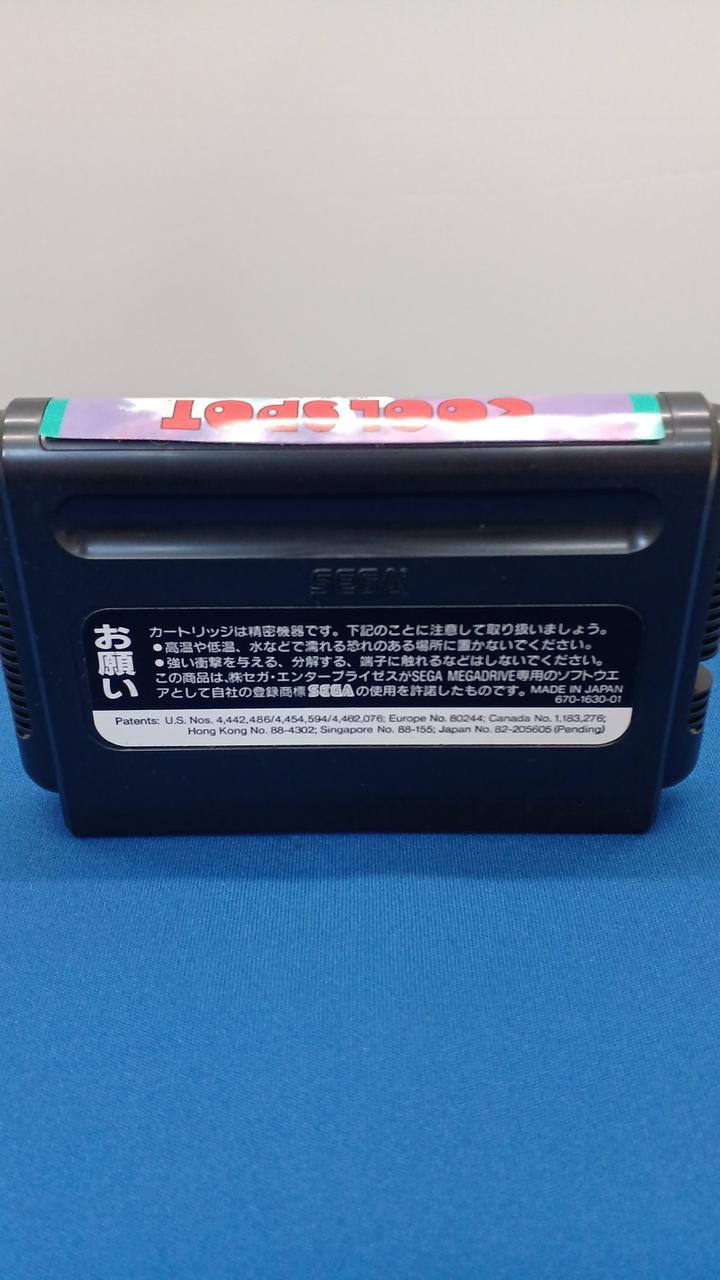 COOLSPOT
SEGA
お願い
カートリッジは精密機器です。下記のことに注意して取り扱いましょう。
●高温や低温、水などで濡れる恐れのある場所に置かないでください。
●強い衝撃を与える、分解する、端子に触れるなどはしないでください。
この商品は、㈱セガ・エンタープライゼスがSEGA MEGADRIVE専用のソフトウエ
アとして自社の登録商標SEGAの使用を許諾したものです。MADE IN JAPAN
670-1630-01
Patents: U.S. Nos. 4,442,486/4,454,594/4,462,076; Europe No. 80244; Canada No. 1,183,276;
Hong Kong No. 88-4302; Singapore No. 88-155; Japan No. 82-205605 (Pending)